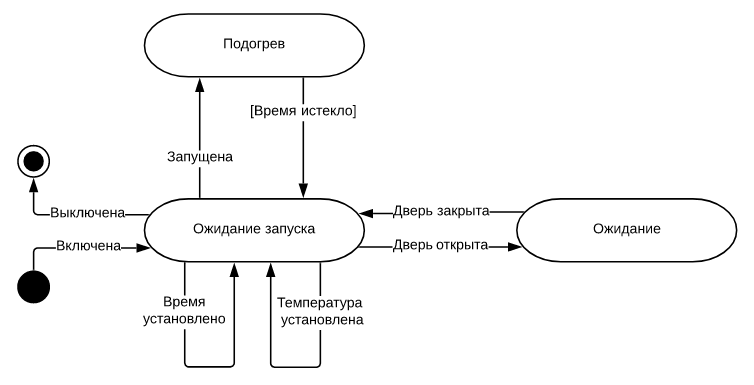 Подогрев
[Время истекло]
Запущена
Выключена
Ожидание запуска
Дверь закрыта
Ожидание
Включена
Дверь открыта
Время
установлено
Температура
установлена